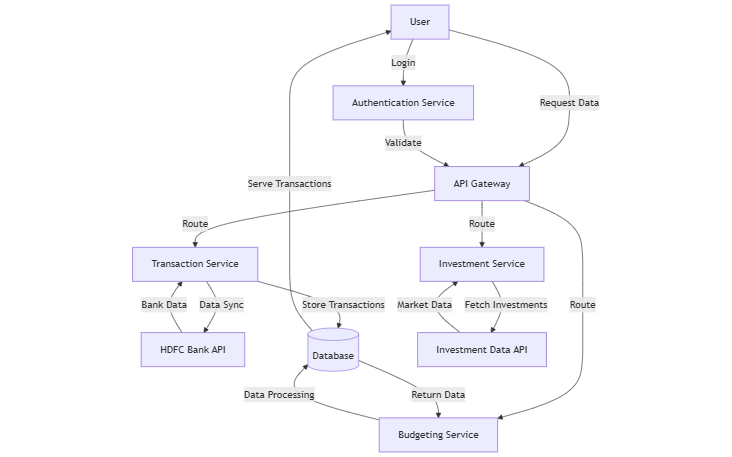 User
Login
Authentication Service
Request Data
Validate
API Gateway
Serve Transactions
Route
Route
Transaction Service
Investment Service
Bank Data
Data Sync
Store Transactions
Market Data
Fetch Investments
Route
HDFC Bank API
Database
Investment Data API
Data Processing
Return Data
Budgeting Service